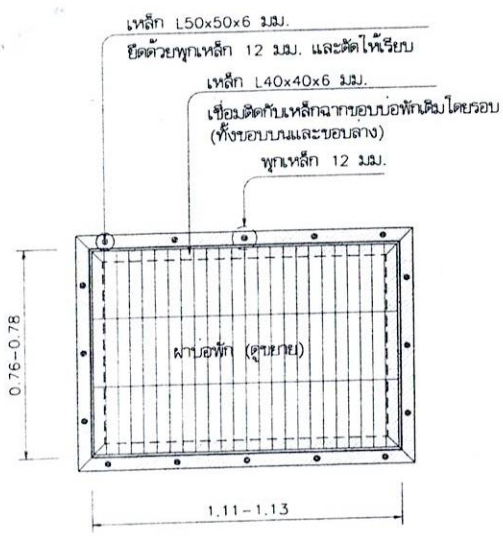 เหล็ก L50x50x6 มม.
ยึดด้วยพุกเหล็ก 12 มม. และตัดให้เรียบ
เหล็ก L40x40x6 มม.
เชื่อมติดกับเหล็กฉากขอบบ่อพักเดิมโดยรอบ
(ทั้งขอบบนและขอบล่าง)
พุกเหล็ก 12 มม.
0.76-0.78
ฝาบ่อพัก (ดูขยาย)
1.11-1.13